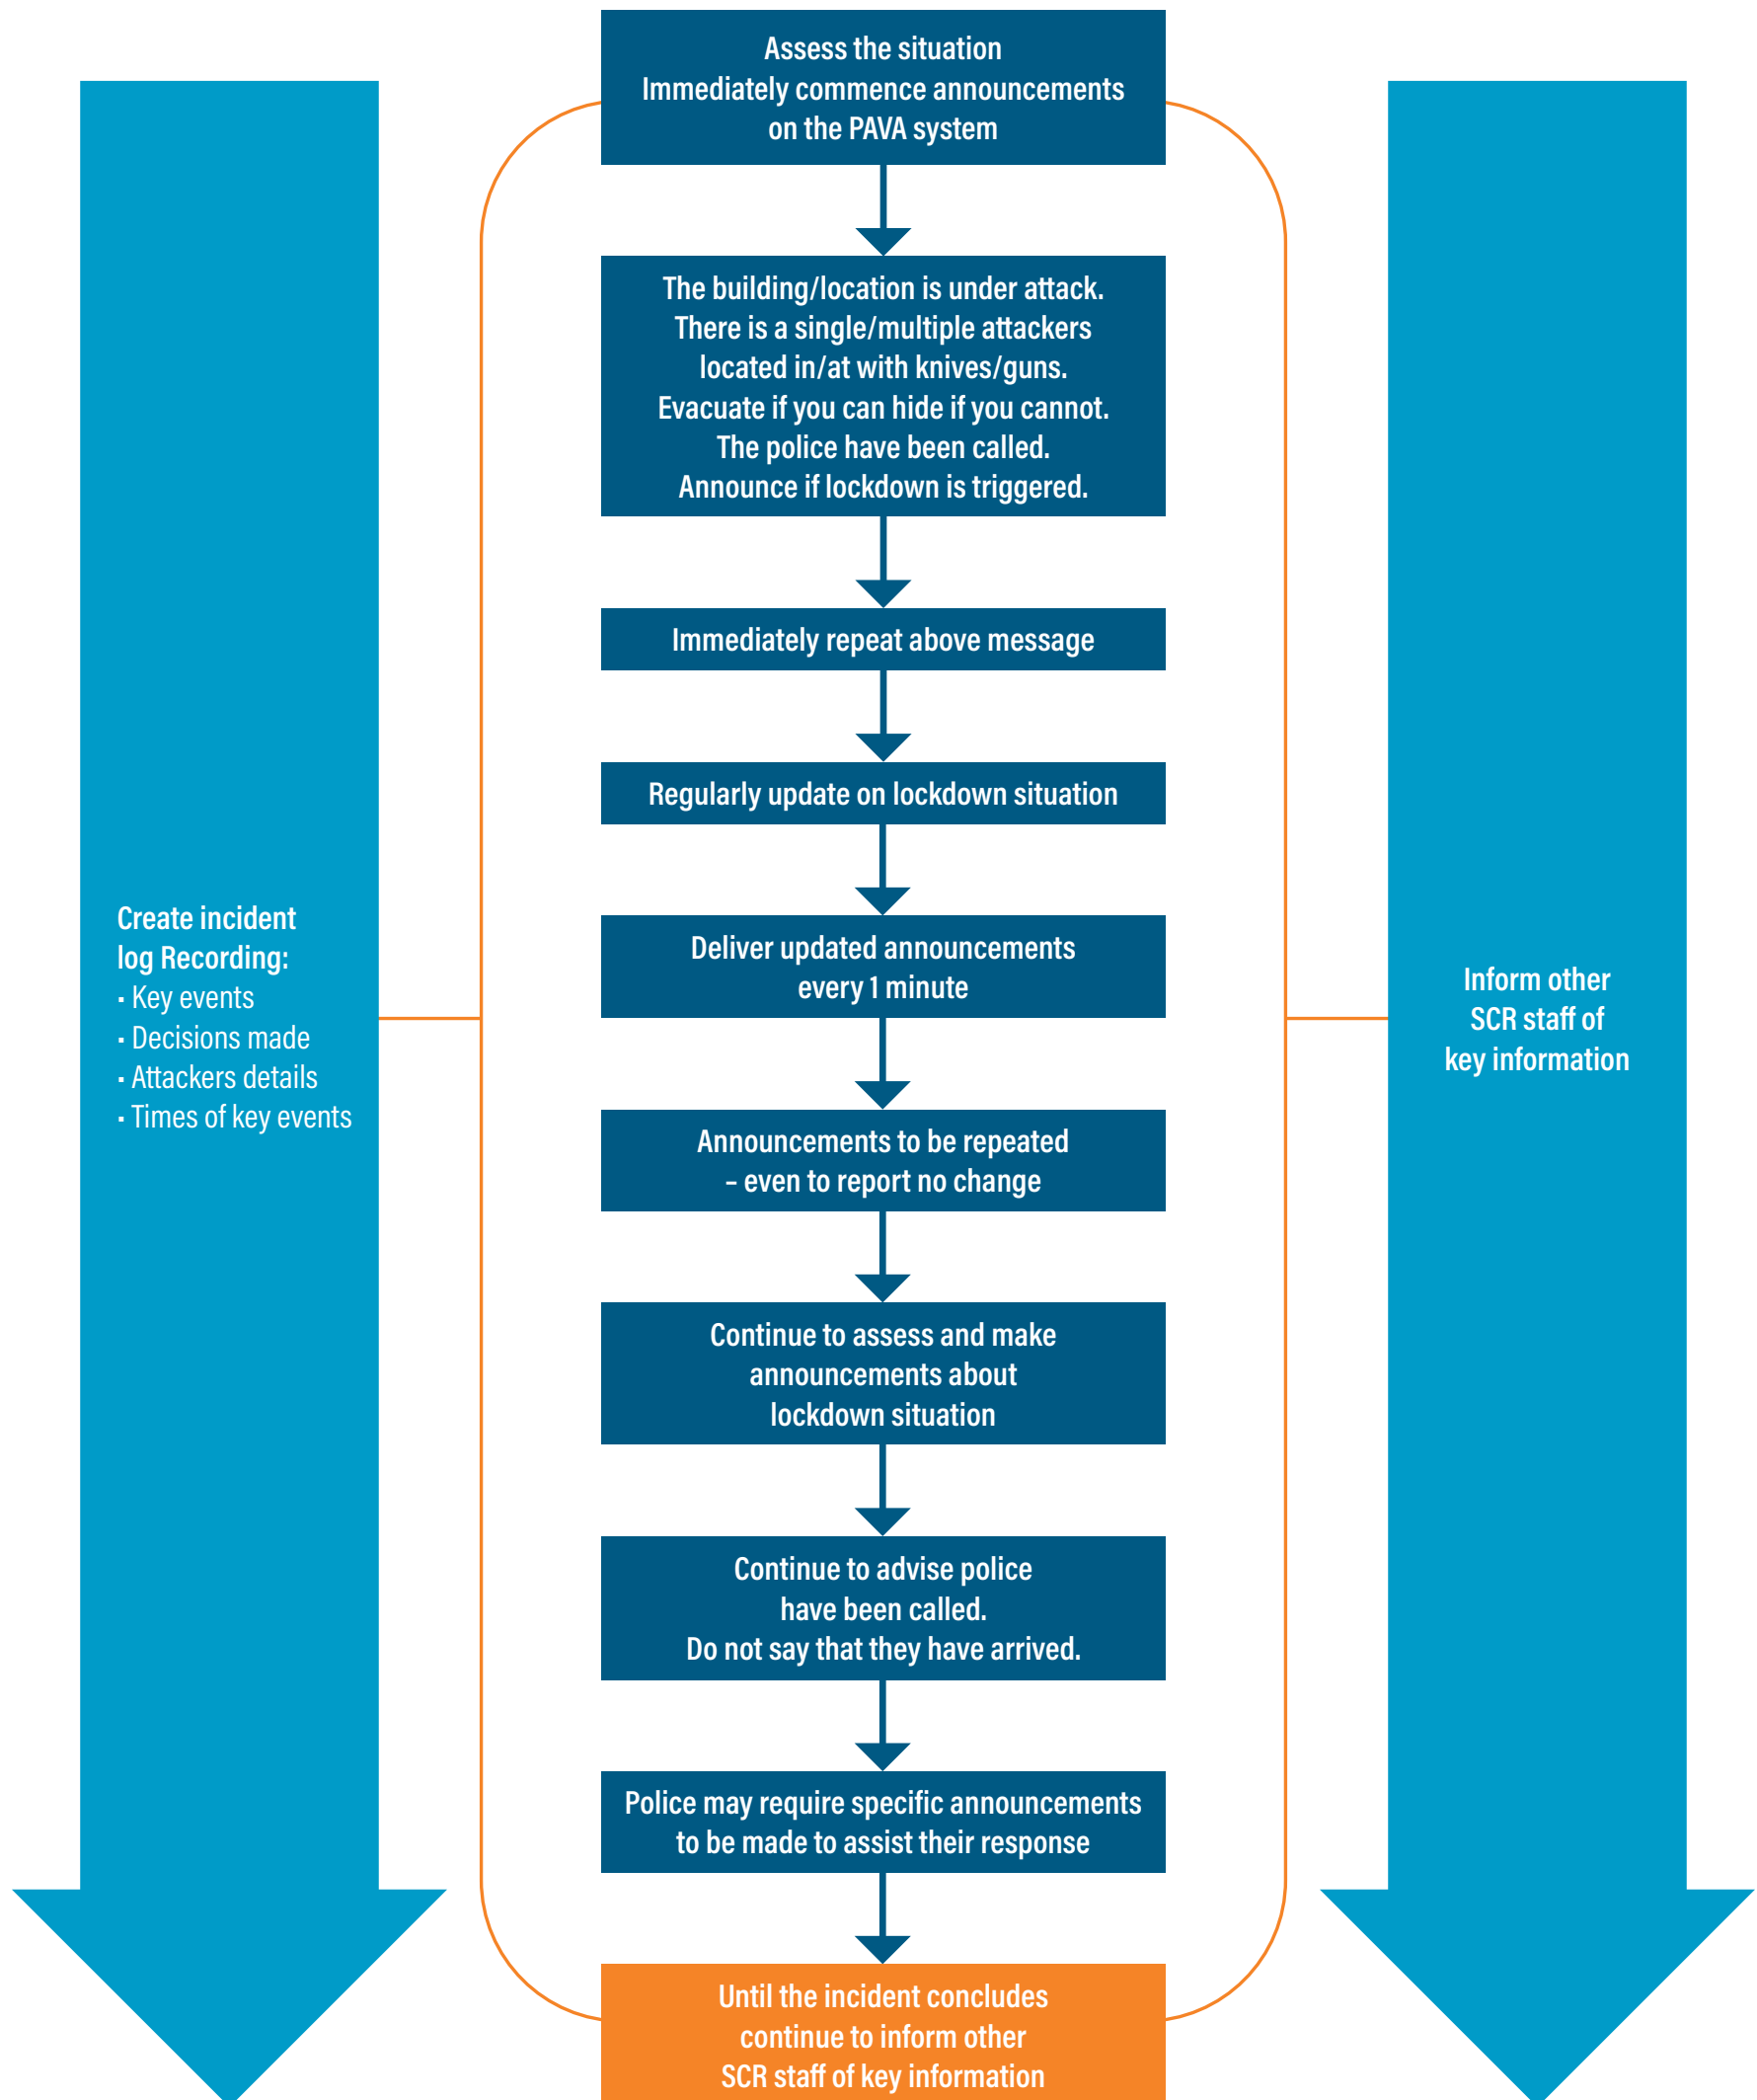 Assess the situation
Immediately commence announcements
on the PAVA system
The building/location is under attack.
There is a single/multiple attackers
located in/at with knives/guns.
Evacuate if you can hide if you cannot.
The police have been called.
Announce if lockdown is triggered.
Immediately repeat above message
Regularly update on lockdown situation
Deliver updated announcements
every 1 minute
Announcements to be repeated
– even to report no change
Continue to assess and make
announcements about
lockdown situation
Continue to advise police
have been called.
Do not say that they have arrived.
Police may require specific announcements
to be made to assist their response
Until the incident concludes
continue to inform other
SCR staff of key information
Create incident
log Recording:
• Key events
• Decisions made
• Attackers details
• Times of key events
Inform other
SCR staff of
key information